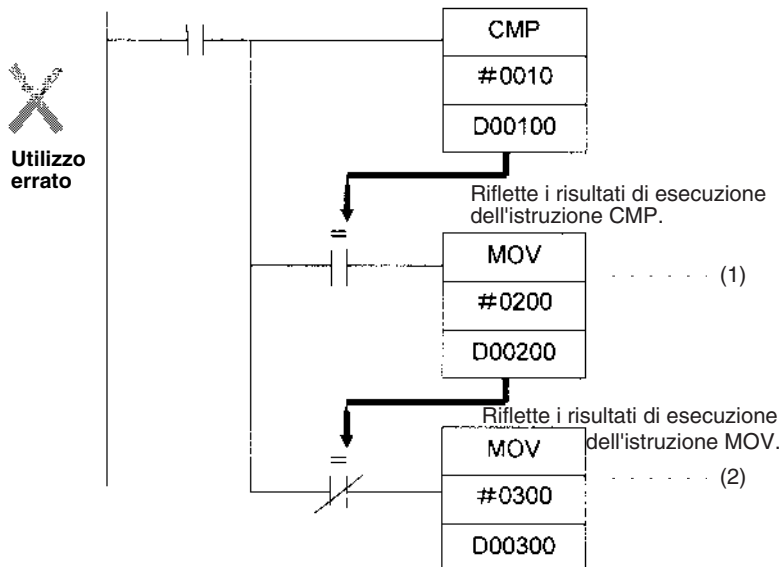 CMP
#0010
D00100
Utilizzo
errato
Riflette i risultati di esecuzione
dell'istruzione CMP.
=
MOV
(1)
#0200
D00200
Riflette i risultati di esecuzione
dell'istruzione MOV.
=
MOV
(2)
#0300
D00300